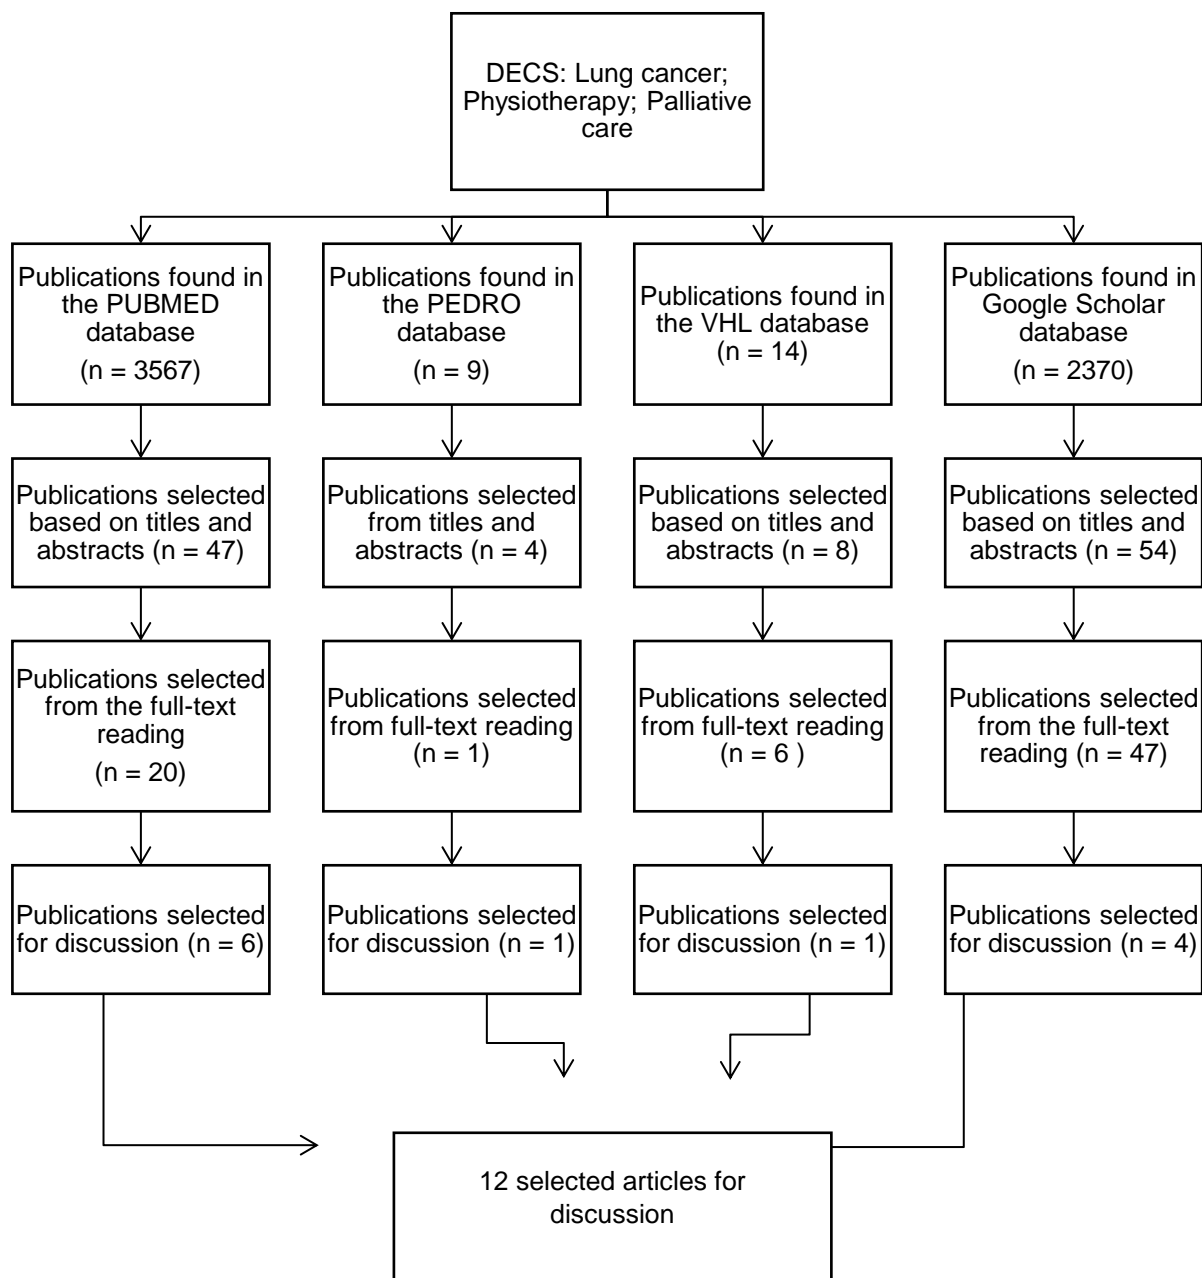 DECS: Lung cancer;
Physiotherapy; Palliative
care
Publications found in
the PUBMED
database
(n = 3567)
Publications found in
the PEDRO
database
(n = 9)
Publications found in
the VHL database
(n = 14)
Publications found in
Google Scholar
database
(n = 2370)
Publications selected
based on titles and
abstracts (n = 47)
Publications selected
from titles and
abstracts (n = 4)
Publications selected
based on titles and
abstracts (n = 8)
Publications selected
based on titles and
abstracts (n = 54)
Publications selected
from the full-text
reading
(n = 20)
Publications selected
from full-text reading
(n = 1)
Publications selected
from full-text reading
(n = 6 )
Publications selected
from the full-text
reading (n = 47)
Publications selected
for discussion (n = 6)
Publications selected
for discussion (n = 1)
Publications selected
for discussion (n = 1)
Publications selected
for discussion (n = 4)
12 selected articles for
discussion